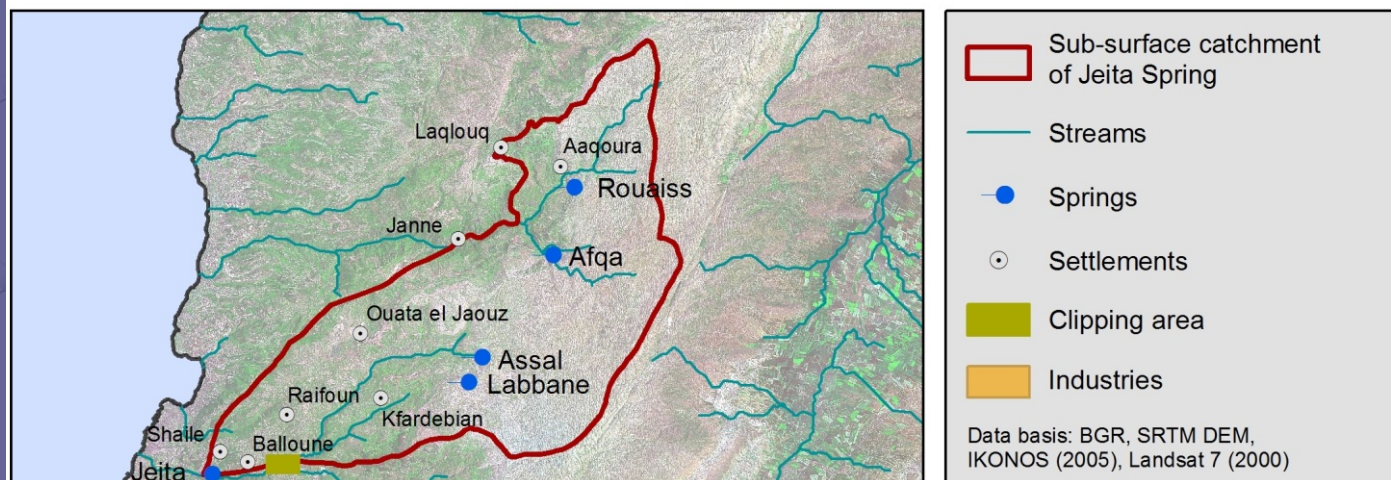 Laqlouq
Aaqoura
Rouaiss
Janne
Afqa
Ouata el Jaouz
Assal
Labbane
Raifoun
Kfardebian
Shaile
Balloune
Jeita
Sub-surface catchment
of Jeita Spring
Streams
Springs
Settlements
Clipping area
Industries
Data basis: BGR, SRTM DEM,
IKONOS (2005), Landsat 7 (2000)